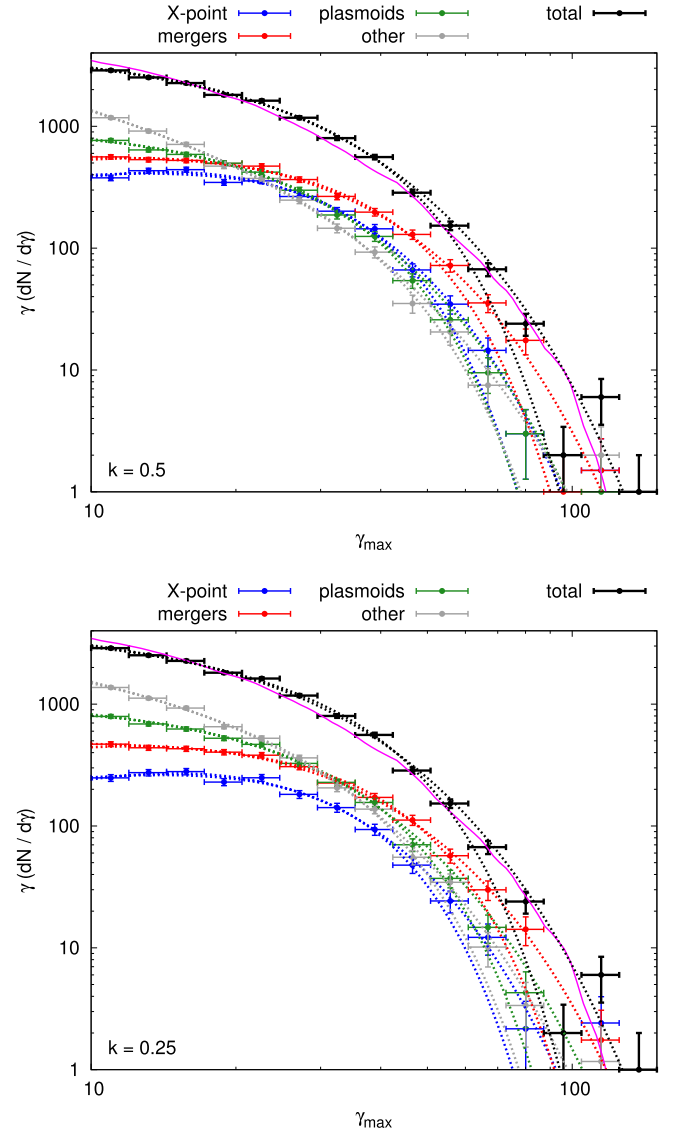 X-point plasmoids total
mergers other
1000
100
10
1
γ (dN / dγ)
k = 0.5
10 100
γmax
X-point plasmoids total
mergers other
1000
100
10
1
γ (dN / dγ)
k = 0.25
10 100
γmax